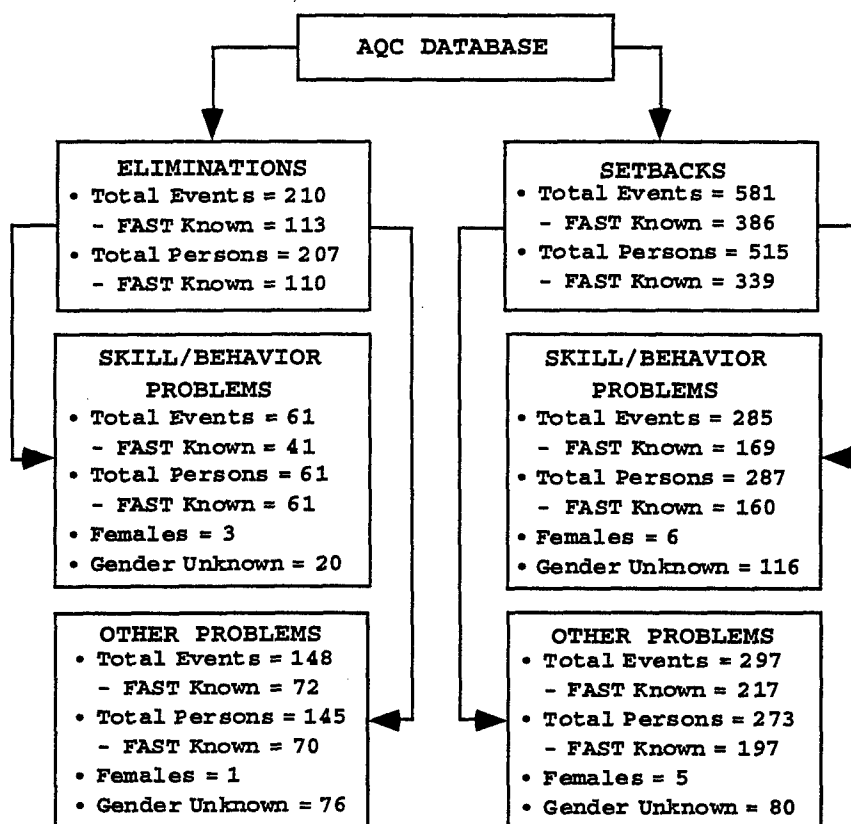 AQC DATABASE
ELIMINATIONS
• Total Events = 210
- FAST Known = 113
• Total Persons = 207
- FAST Known = 110
SETBACKS
• Total Events = 581
- FAST Known = 386
• Total Persons = 515
- FAST Known = 339
SKILL/BEHAVIOR
PROBLEMS
• Total Events = 61
- FAST Known = 41
• Total Persons = 61
- FAST Known = 61
• Females = 3
• Gender Unknown = 20
SKILL/BEHAVIOR
PROBLEMS
• Total Events = 285
- FAST Known = 169
• Total Persons = 287
- FAST Known = 160
• Females = 6
• Gender Unknown = 116
OTHER PROBLEMS
• Total Events = 148
- FAST Known = 72
• Total Persons = 145
- FAST Known = 70
• Females = 1
• Gender Unknown = 76
OTHER PROBLEMS
• Total Events = 297
- FAST Known = 217
• Total Persons = 273
- FAST Known = 197
• Females = 5
• Gender Unknown = 80